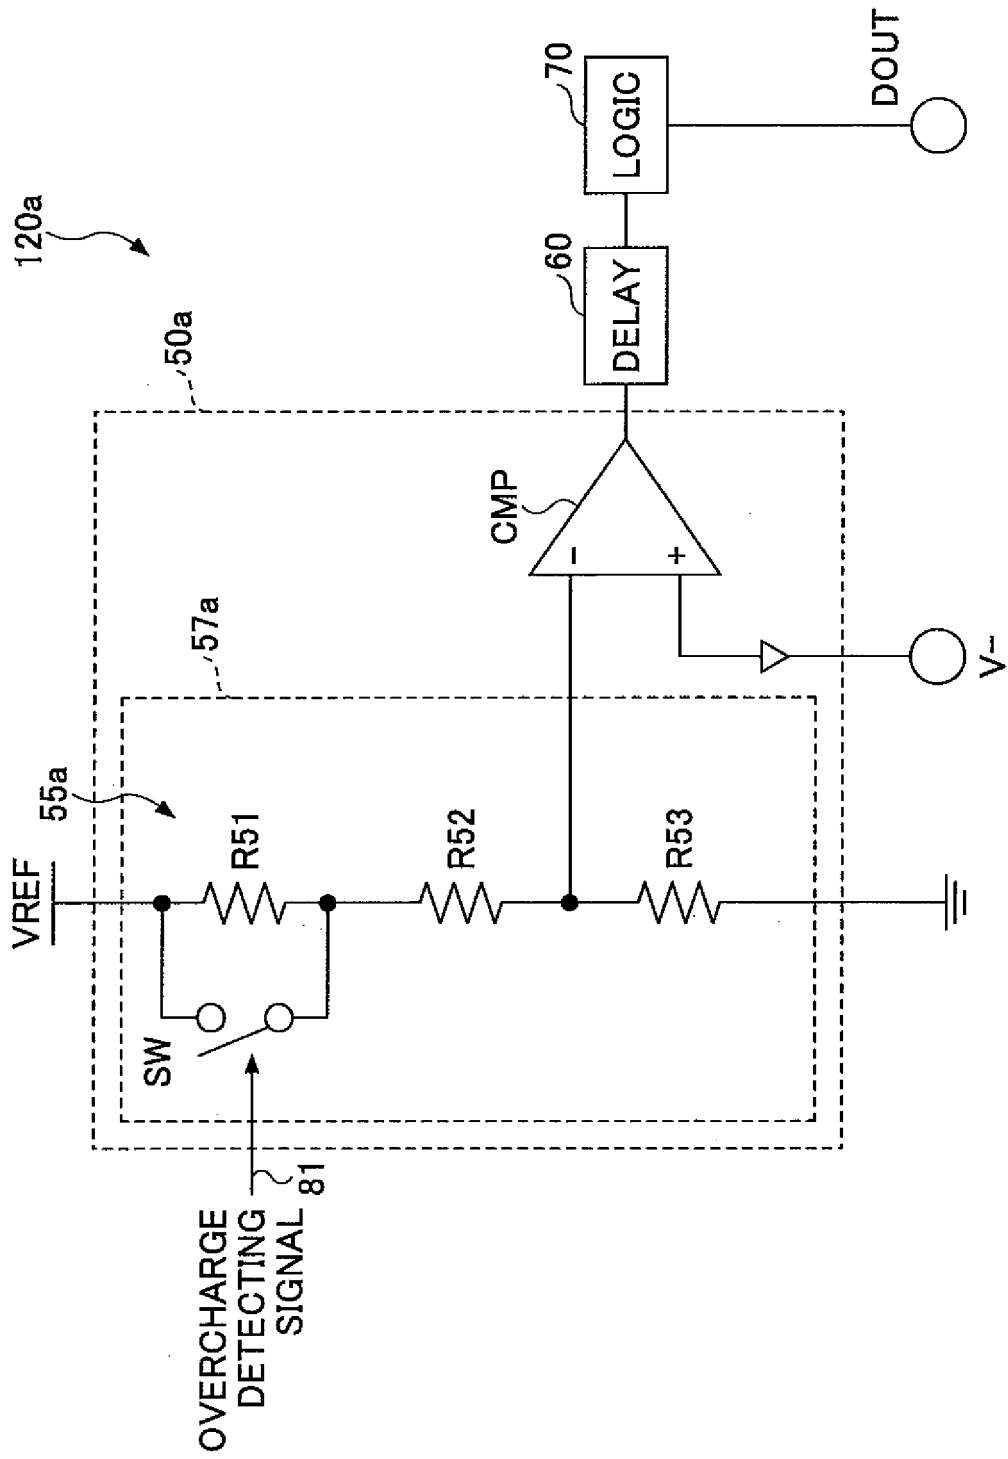 120a
VREF
55a
57a
50a
SW
R51
R52
R53
OVERCHARGE
DETECTING
SIGNAL
81
CMP
−
+
60
DELAY
70
LOGIC
V−
DOUT